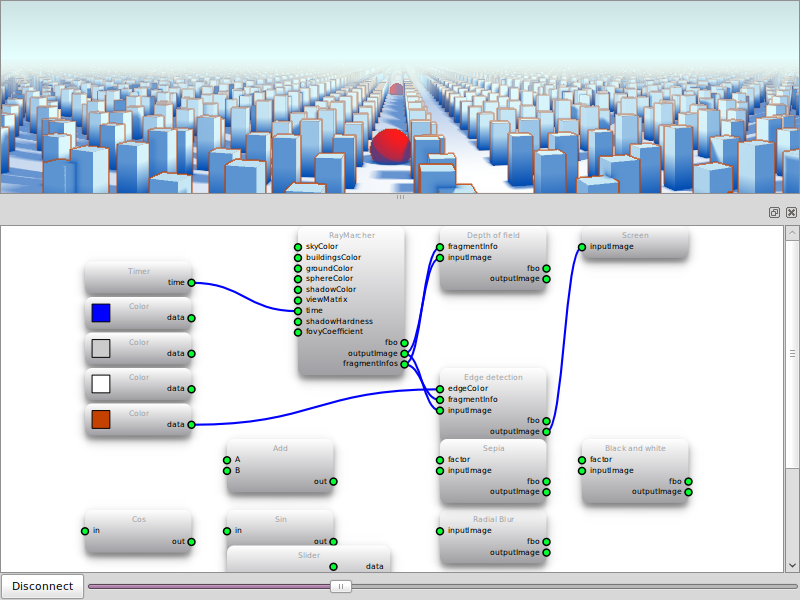 RayMarcher
skyColor
buildingsColor
groundColor
sphereColor
shadowColor
viewMatrix
time
shadowHardness
fovyCoefficient
fbo
outputImage
fragmentInfos
Depth of field
fragmentInfo
inputImage
fbo
outputImage
Screen
inputImage
Timer
time
Color
data
Color
data
Color
data
Color
data
Edge detection
edgeColor
fragmentInfo
inputImage
fbo
outputImage
Add
A
B
out
Sepia
factor
inputImage
fbo
outputImage
Black and white
factor
inputImage
fbo
outputImage
Cos
in
out
Sin
in
out
Radial Blur
inputImage
fbo
outputImage
Slider
data
Disconnect